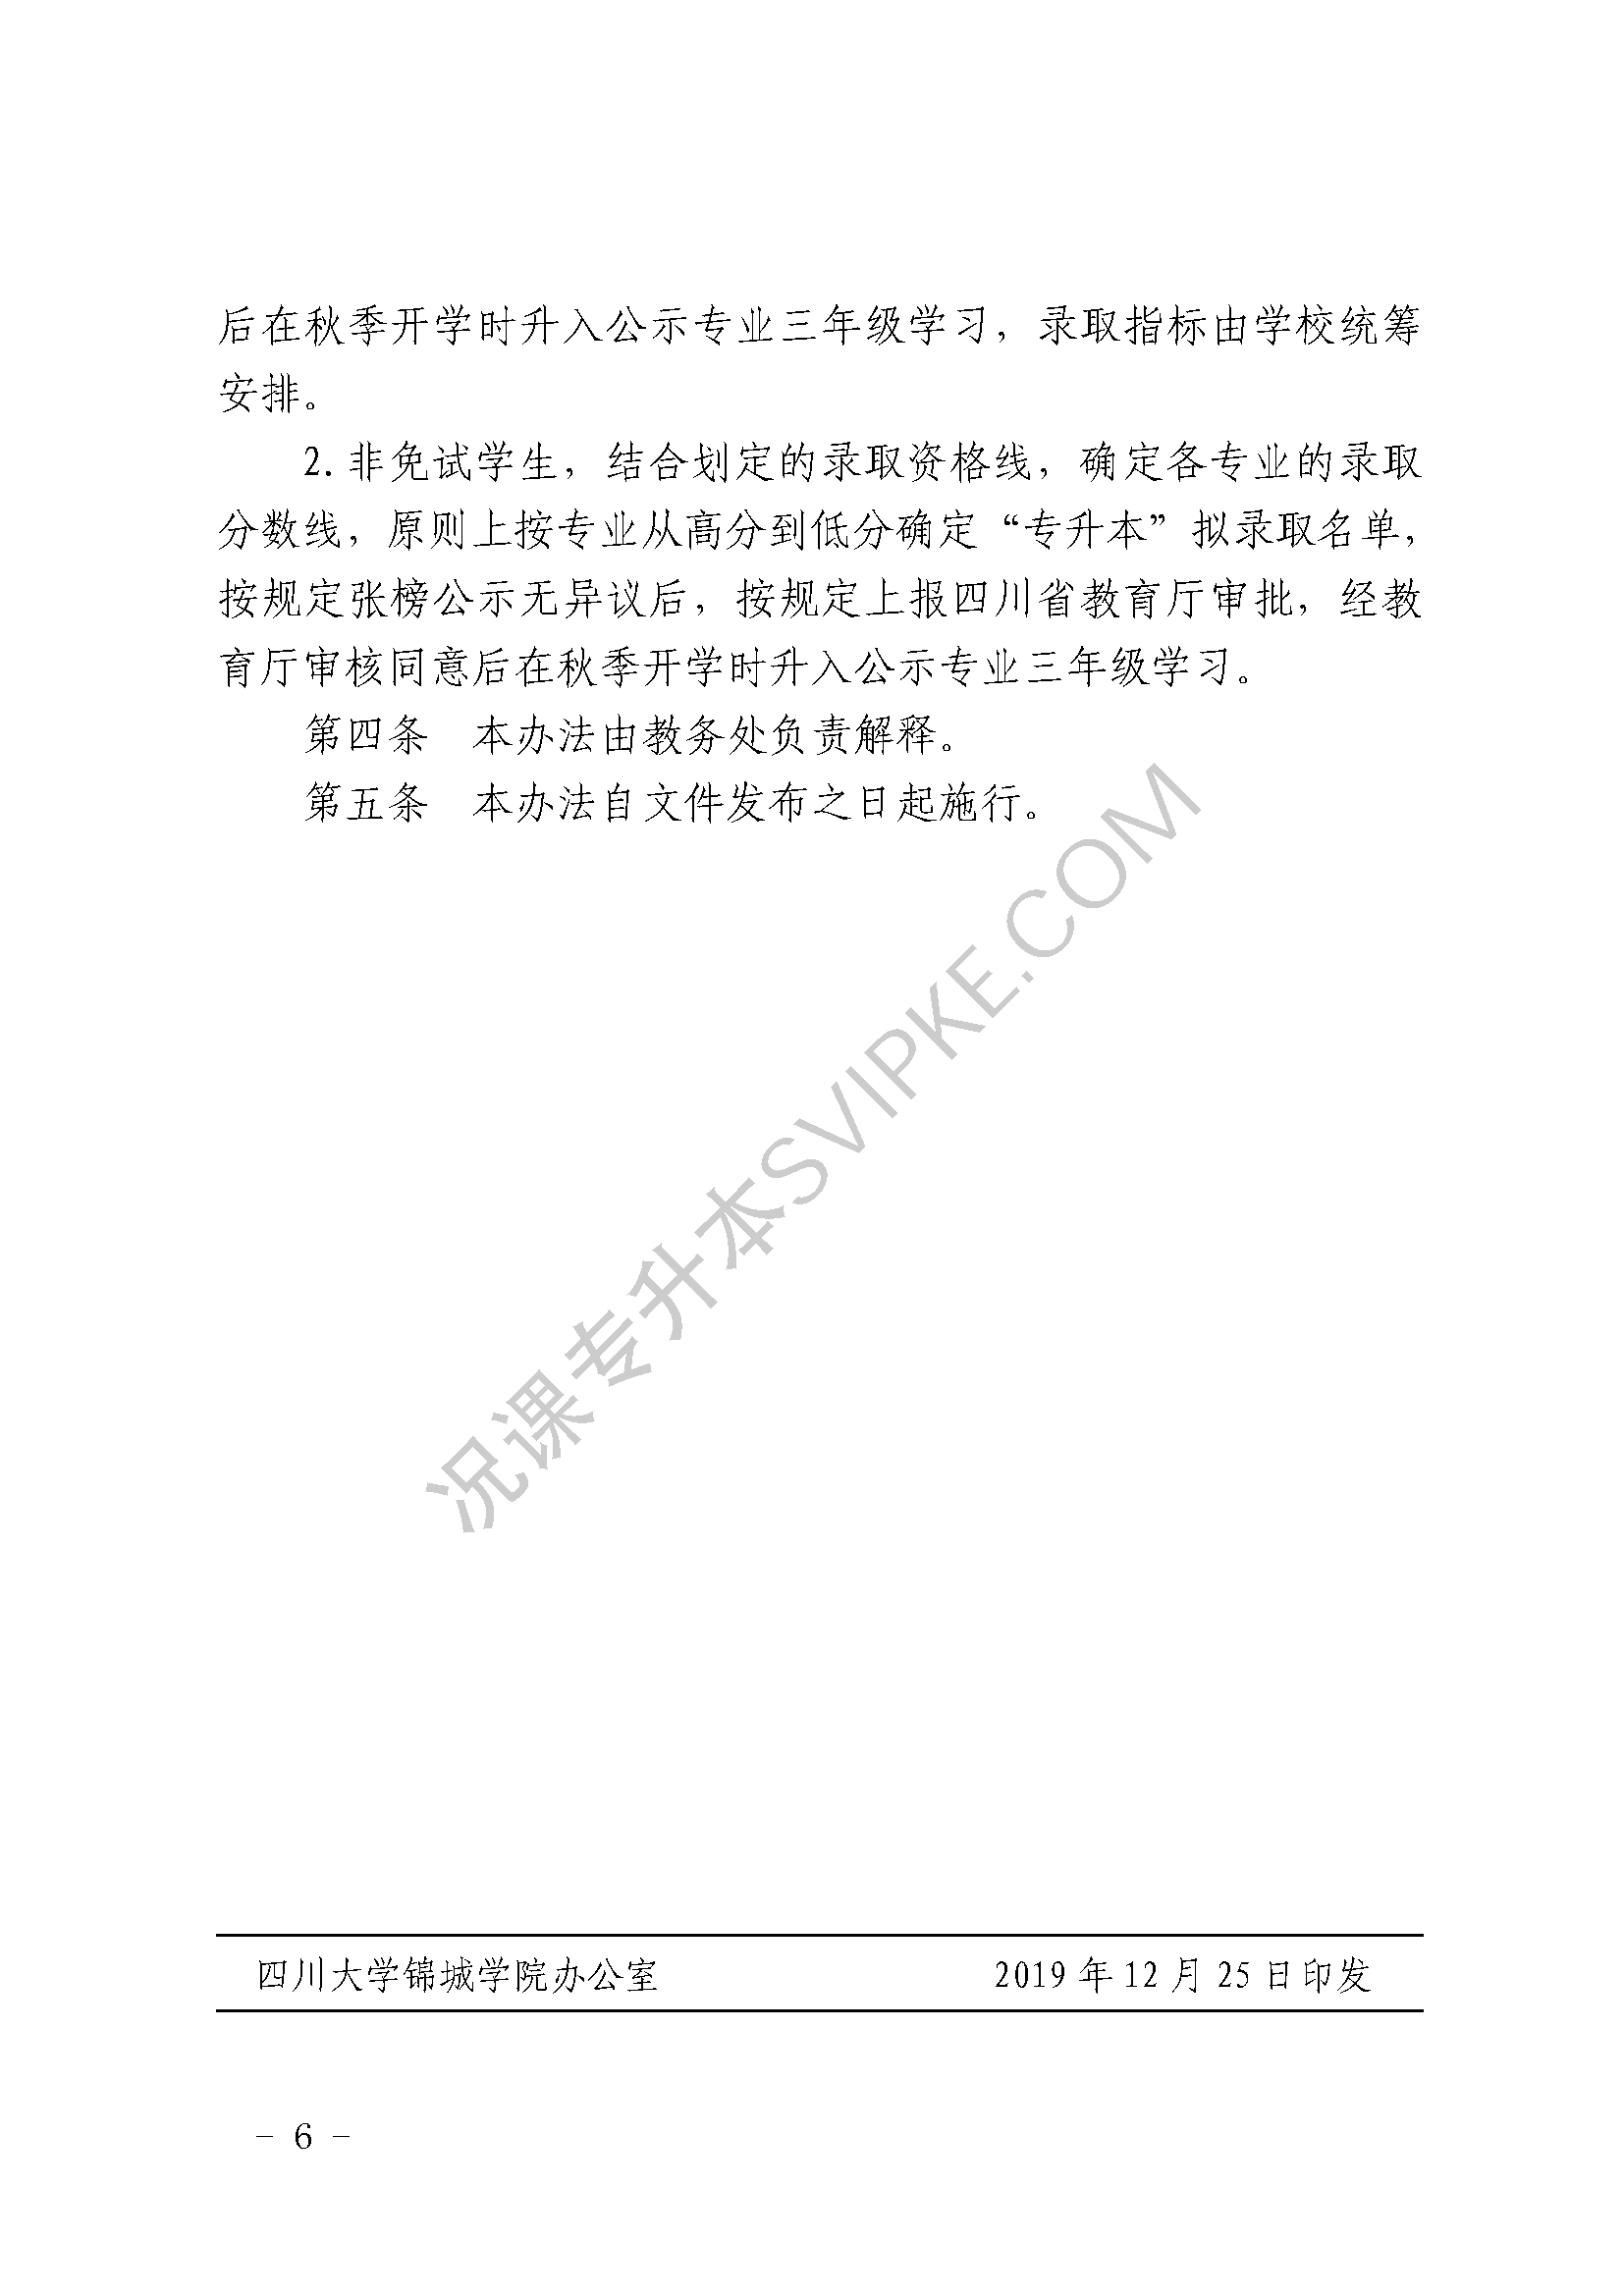 后在秋季开学时升入公示专业三年级学习，录取指标由学校统筹
安排。
2.非免试学生，结合划定的录取资格线，确定各专业的录取
分数线，原则上按专业从高分到低分确定“专升本”拟录取名单，
按规定张榜公示无异议后，按规定上报四川省教育厅审批，经教
育厅审核同意后在秋季开学时升入公示专业三年级学习。
第四条　本办法由教务处负责解释。
第五条　本办法自文件发布之日起施行。
况课专升本SVIPKE.COM
四川大学锦城学院办公室　2019年12月25日印发
- 6 -